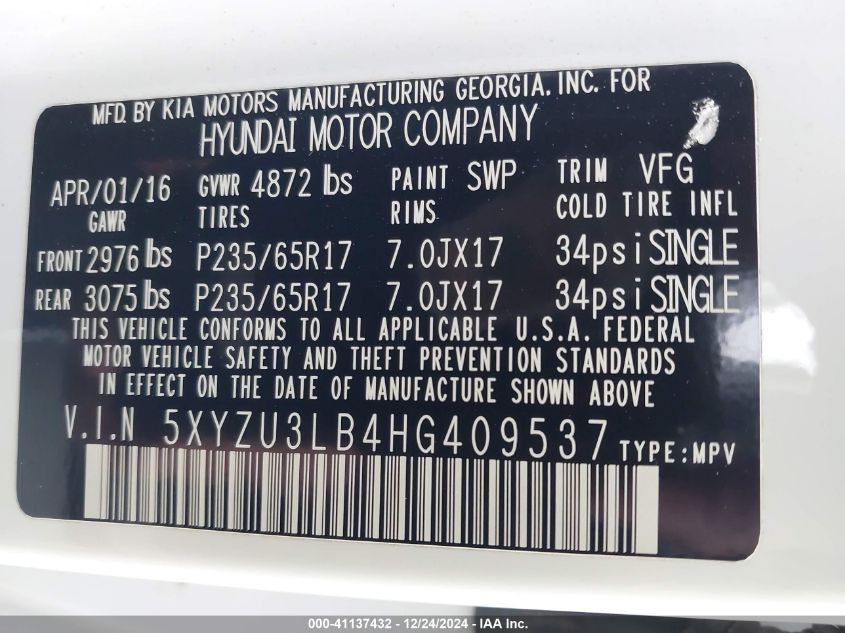 MFD. BY KIA MOTORS MANUFACTURING GEORGIA, INC. FOR
HYUNDAI MOTOR COMPANY
APR/01/16 GVWR 4872 lbs PAINT SWP TRIM VFG
GAWR TIRES RIMS COLD TIRE INFL
FRONT 2976 lbs P235/65R17 7.0JX17 34psi SINGLE
REAR 3075 lbs P235/65R17 7.0JX17 34psi SINGLE
THIS VEHICLE CONFORMS TO ALL APPLICABLE U.S.A. FEDERAL
MOTOR VEHICLE SAFETY AND THEFT PREVENTION STANDARDS
IN EFFECT ON THE DATE OF MANUFACTURE SHOWN ABOVE.
V.I.N 5XYZU3LB4HG409537 TYPE:MPV
000-41137432 - 12/24/2024 - IAA Inc.